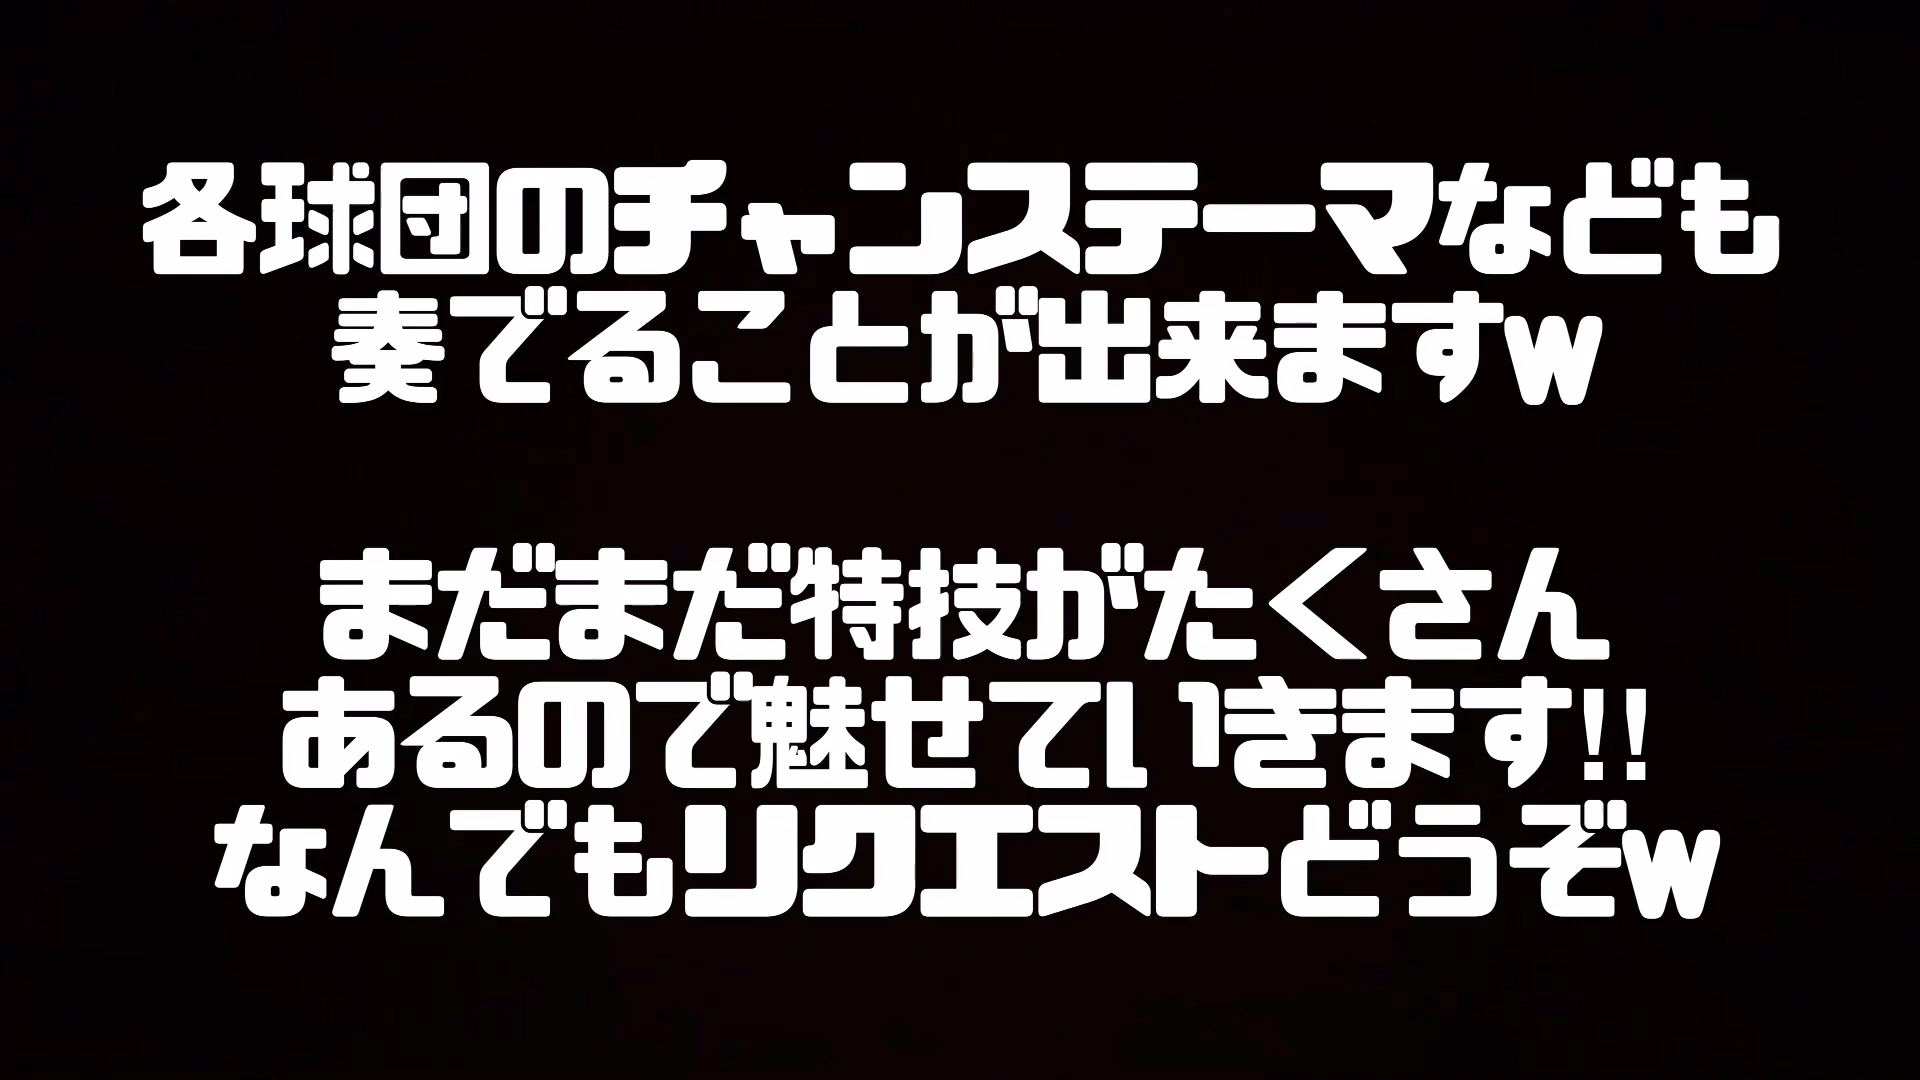 各球団のチャンステーマなども
奏でることが出来ますw
まだまだ特技がたくさん
あるので魅せていきます!!
なんでもリクエストどうぞw